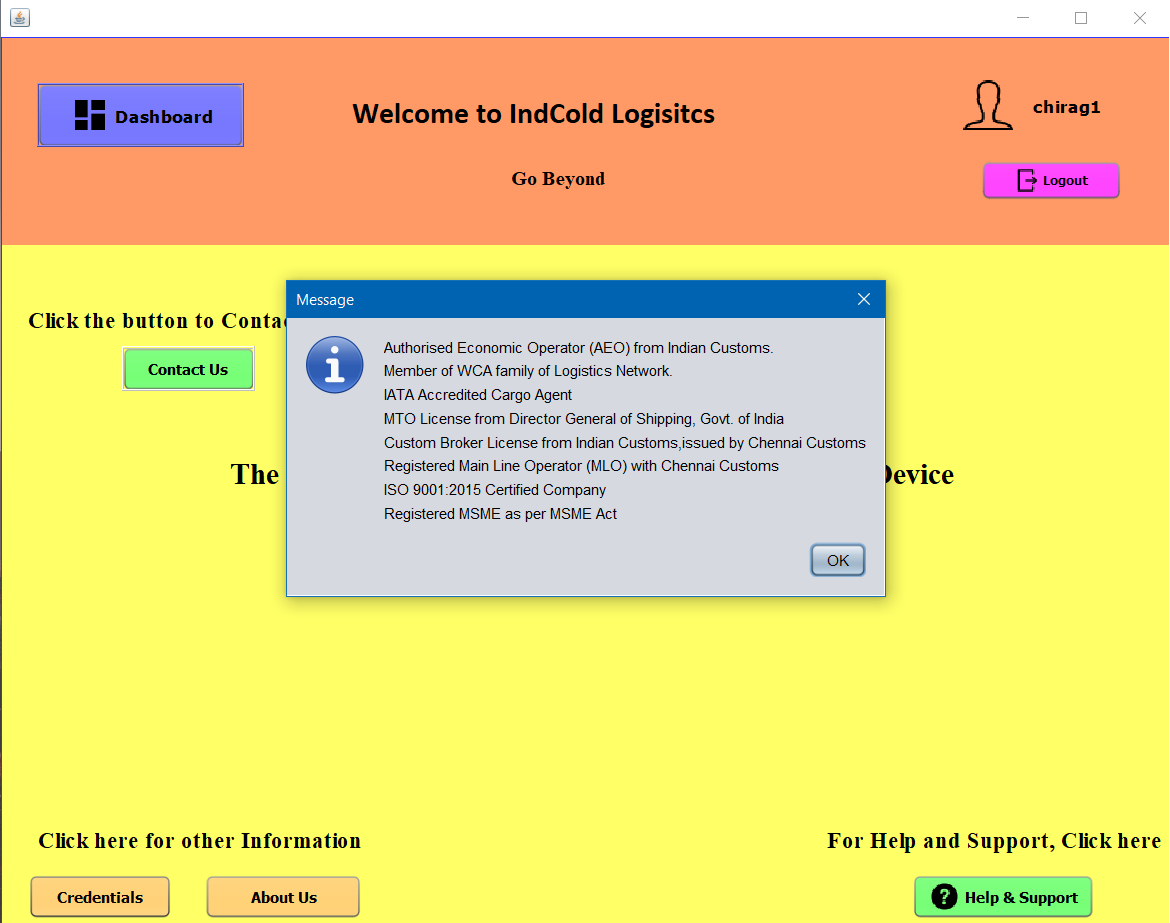 Dashboard
Welcome to IndCold Logisitcs
chirag1
Go Beyond
Logout
Message
Click the button to
Authorised Economic Operator (AEO) from Indian Customs.
Member of WCA family of Logistics Network.
Contact Us
IATA Accredited Cargo Agent
MTO License from Director General of Shipping, Govt. of India
Custom Broker License from Indian Customs,issued by Chennai Customs
Registered Main Line Operator (MLO) with Chennai Customs
The
Device
ISO 9001:2015 Certified Company
Registered MSME as per MSME Act
OK
Click here for other Information
For Help and Support, Click here
Credentials
About Us
Help & Support